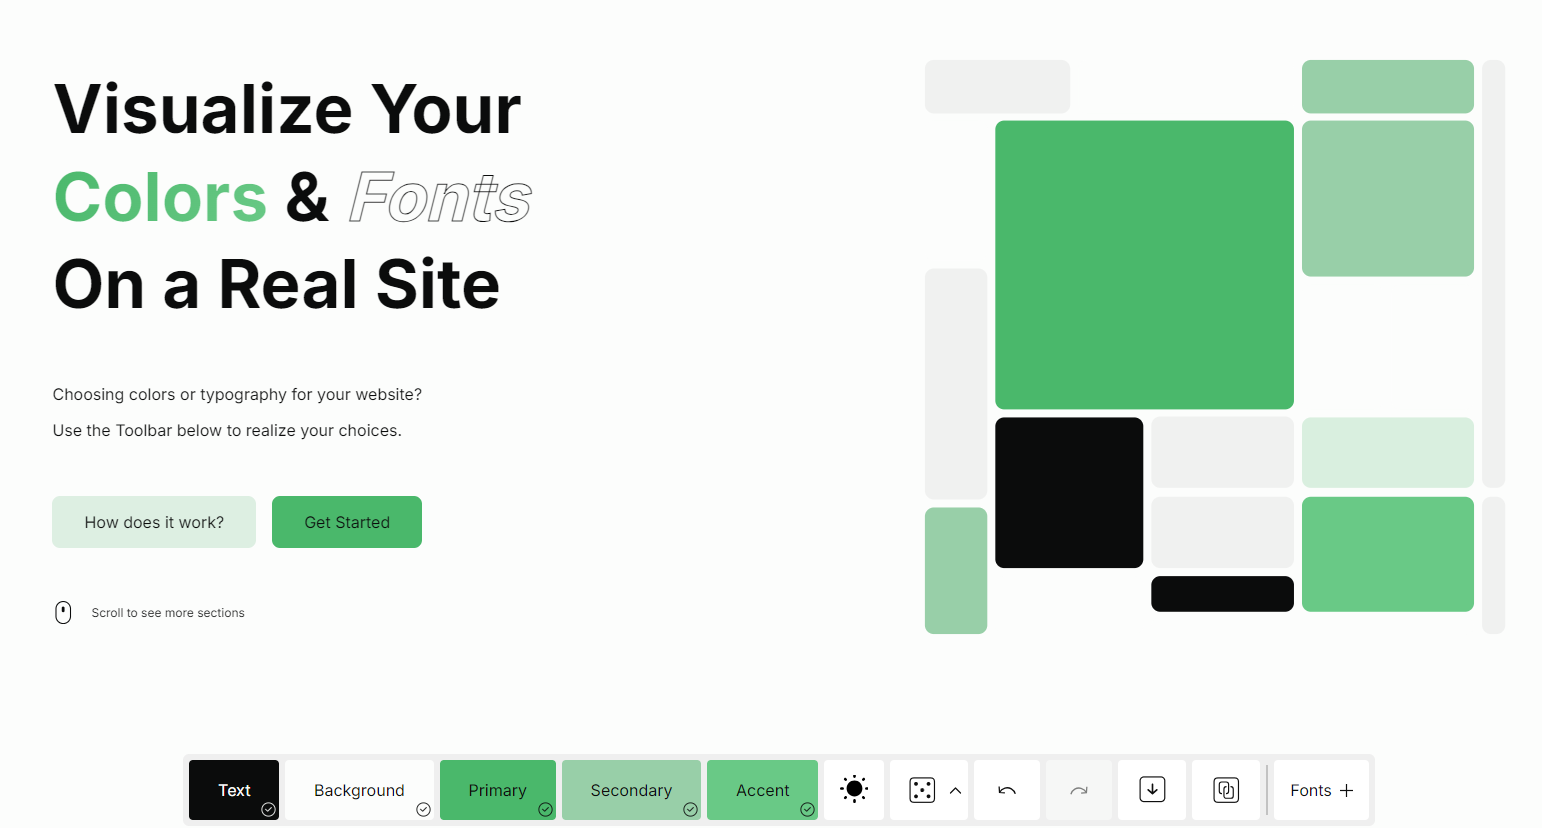 Visualize Your
Colors & Fonts
On a Real Site
Choosing colors or typography for your website?
Use the Toolbar below to realize your choices.
How does it work?
Get Started
Scroll to see more sections
Text
Background
Primary
Secondary
Accent
Fonts